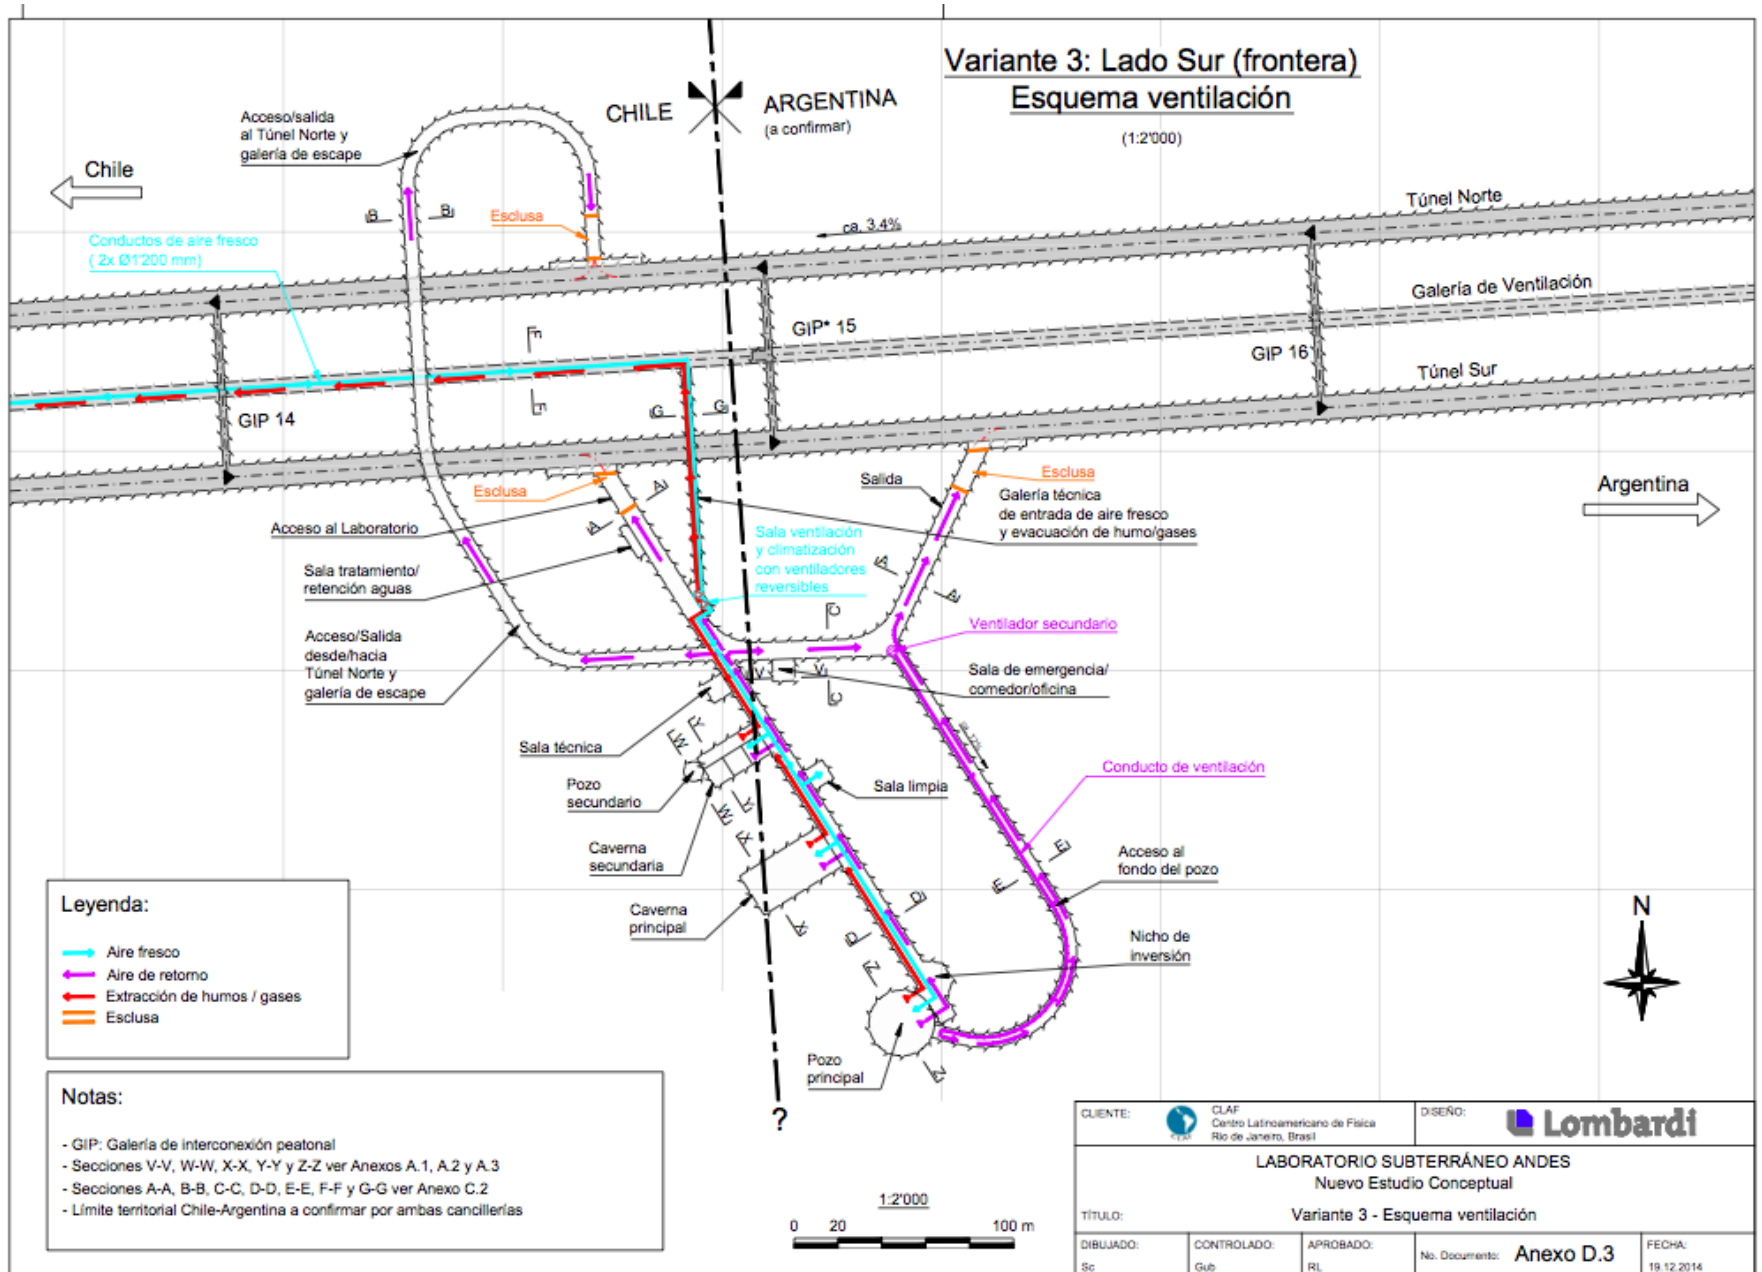 Variante 3: Lado Sur (frontera)
Esquema ventilación
(1:2'000)
CHILE
ARGENTINA
(a confirmar)
Acceso/salida
al Túnel Norte y
galería de escape
Chile
B
B
Esclusa
ca. 3.4%
Túnel Norte
Conductos de aire fresco
( 2x Ø1'200 mm)
Galería de Ventilación
F
GIP* 15
GIP 16
Túnel Sur
F
G
G
GIP 14
Salida
Esclusa
Esclusa
A
A
Acceso al Laboratorio
Galería técnica
de entrada de aire fresco
y evacuación de humo/gases
Argentina
Sala ventilación
y climatización
con ventiladores
reversibles
Sala tratamiento/
retención aguas
A
A
C
Ventilador secundario
Acceso/Salida
desde/hacia
Túnel Norte y
galería de escape
V
V
C
Sala de emergencia/
comedor/oficina
Sala técnica
Y
W
Conducto de ventilación
Pozo
secundario
Sala limpia
Y
W
X
Caverna
secundaria
E
E
Acceso al
fondo del pozo
Caverna
principal
X
D
D
Z
Nicho de
inversión
N
Pozo
principal
Z
?
Leyenda:
Aire fresco
Aire de retorno
Extracción de humos / gases
Esclusa
Notas:
- GIP: Galería de interconexión peatonal
- Secciones V-V, W-W, X-X, Y-Y y Z-Z ver Anexos A.1, A.2 y A.3
- Secciones A-A, B-B, C-C, D-D, E-E, F-F y G-G ver Anexo C.2
- Límite territorial Chile-Argentina a confirmar por ambas cancillerías
1:2'000
0 20 100 m
CLIENTE:
CLAF
Centro Latinoamericano de Física
Rio de Janeiro, Brasil
DISEÑO:
Lombardi
LABORATORIO SUBTERRÁNEO ANDES
Nuevo Estudio Conceptual
TÍTULO:
Variante 3 - Esquema ventilación
DIBUJADO:
Sc
CONTROLADO:
Gub
APROBADO:
RL
No. Documento: Anexo D.3
FECHA:
19.12.2014